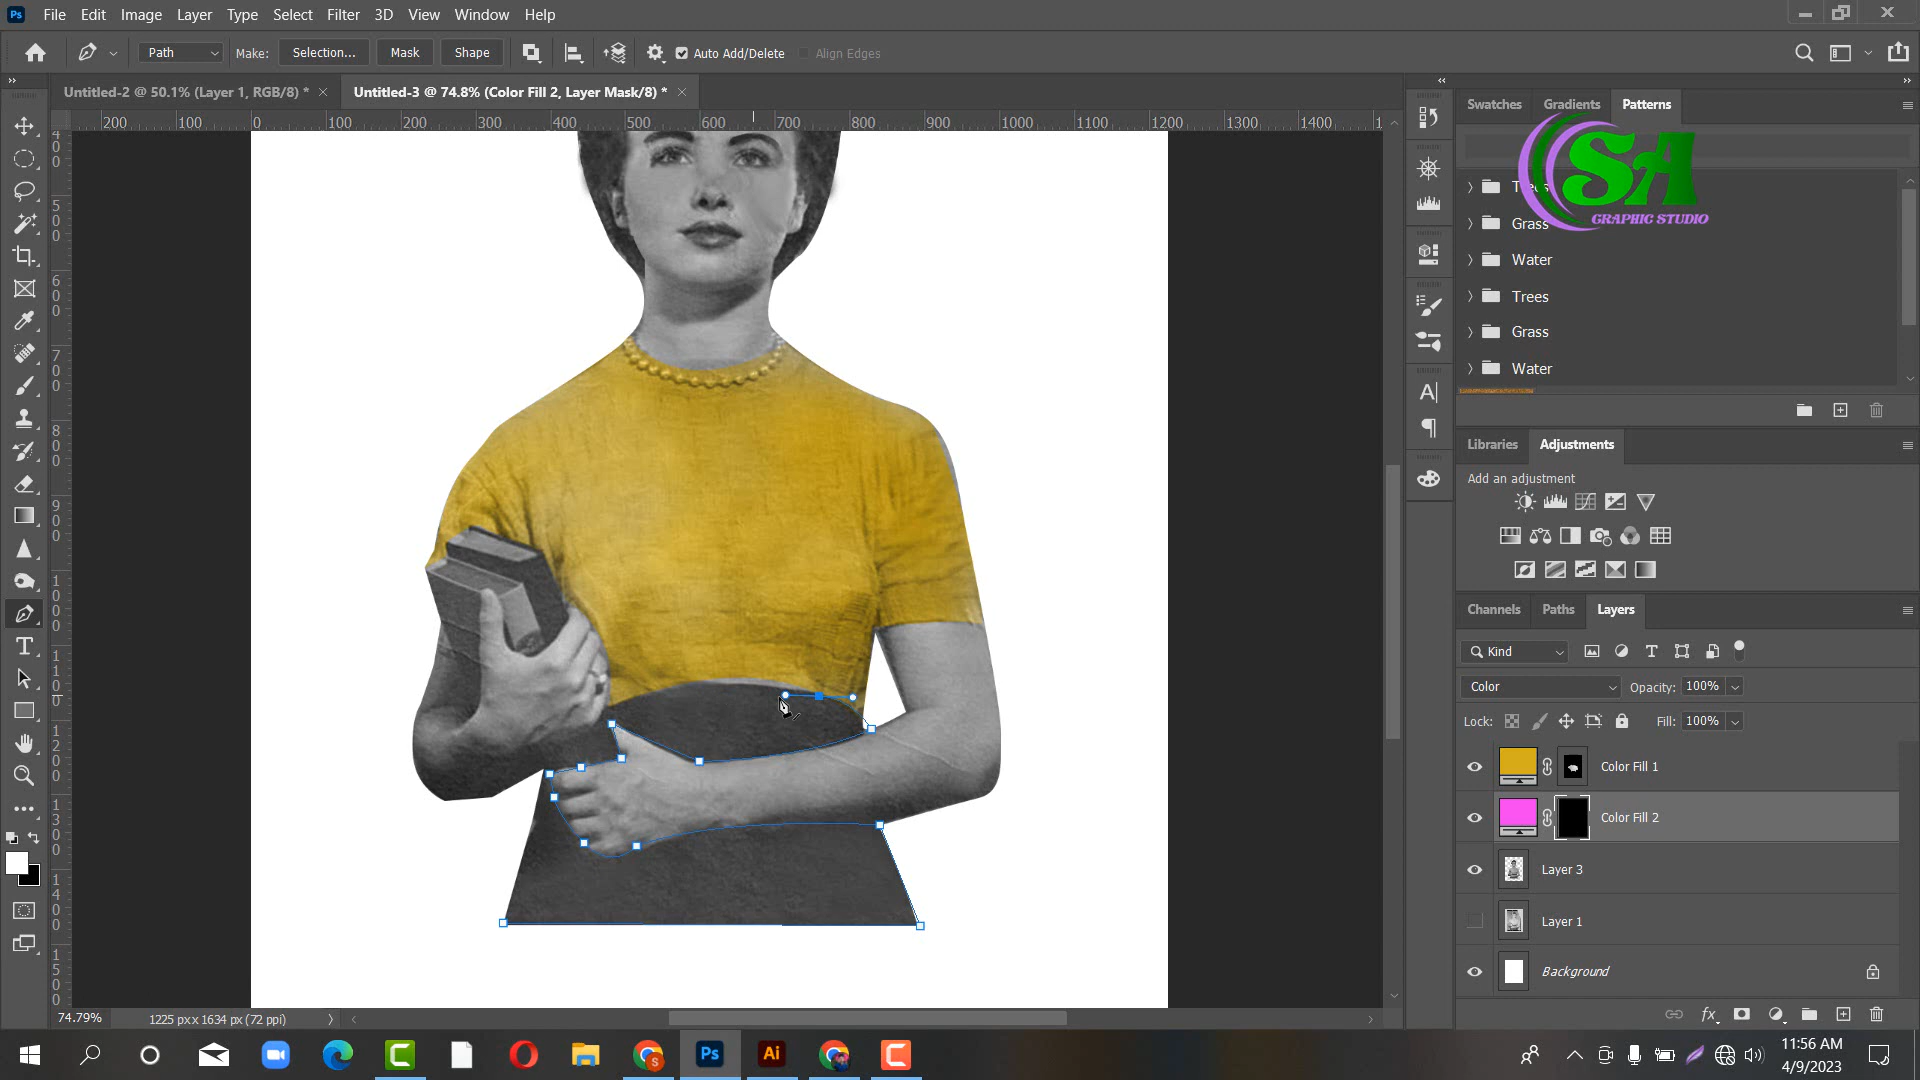 Ps File Edit Image Layer Type Select Filter 3D View Window Help
Path Make: Selection... Mask Shape Auto Add/Delete Align Edges
Untitled-2 @ 50.1% (Layer 1, RGB/8) * × Untitled-3 @ 74.8% (Color Fill 2, Layer Mask/8) * ×
200 100 0 100 200 300 400 500 600 700 800 900 1000 1100 1200 1300 1400
Swatches Gradients Patterns
SA
GRAPHIC STUDIO
Trees
Grass
Water
Trees
Grass
Water
Libraries Adjustments
Add an adjustment
Channels Paths Layers
Kind
Color Opacity: 100%
Lock: Fill: 100%
Color Fill 1
Color Fill 2
Layer 3
Layer 1
Background
74.79% 1225 px x 1634 px (72 ppi)
Ps Ai
11:56 AM
4/9/2023